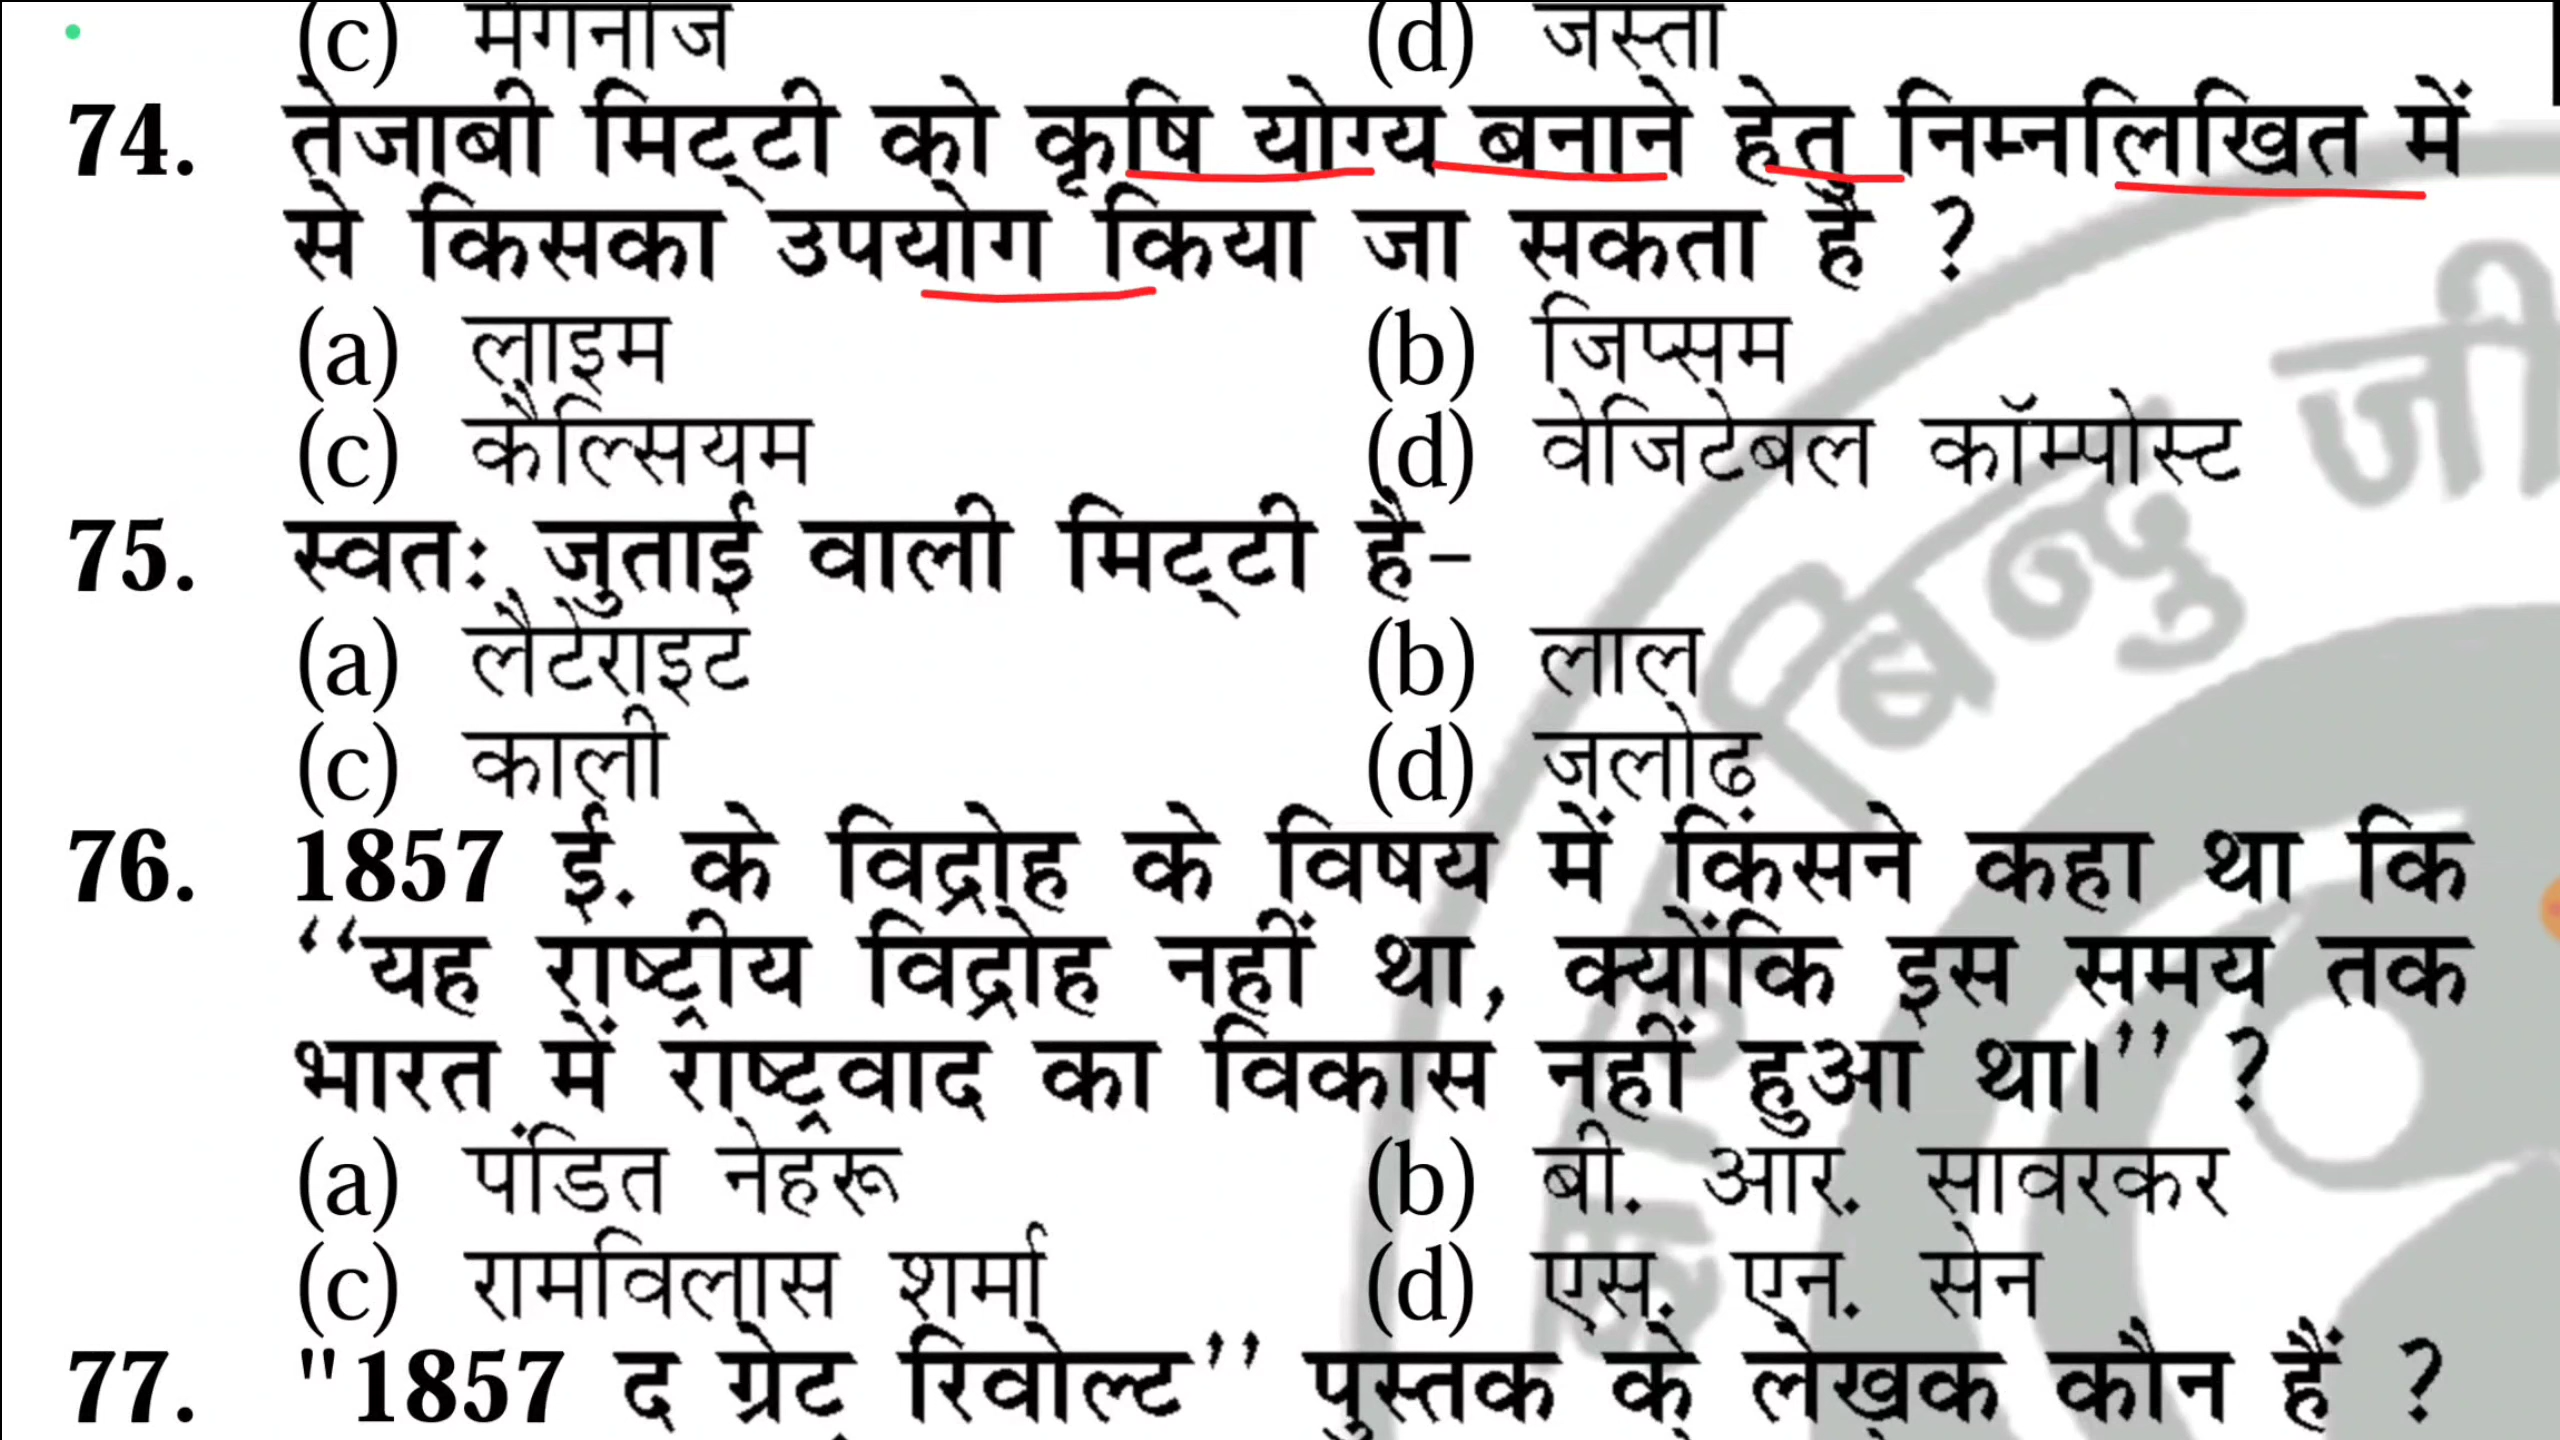 (c) मैंगनीज (d) जस्ता
74. तेजाबी मिट्टी को कृषि योग्य बनाने हेतु निम्नलिखित में
से किसका उपयोग किया जा सकता है ?
(a) लाइम (b) जिप्सम
(c) कैल्सियम (d) वेजिटेबल कॉम्पोस्ट
75. स्वतः जुताई वाली मिट्टी है–
(a) लैटेराइट (b) लाल
(c) काली (d) जलोढ़
76. 1857 ई. के विद्रोह के विषय में किसने कहा था कि
‘‘यह राष्ट्रीय विद्रोह नहीं था, क्योंकि इस समय तक
भारत में राष्ट्रवाद का विकास नहीं हुआ था।’’ ?
(a) पंडित नेहरू (b) बी. आर. सावरकर
(c) रामविलास शर्मा (d) एस. एन. सेन
77. "1857 द ग्रेट रिवोल्ट’’ पुस्तक के लेखक कौन हैं ?
बिन्दु जी